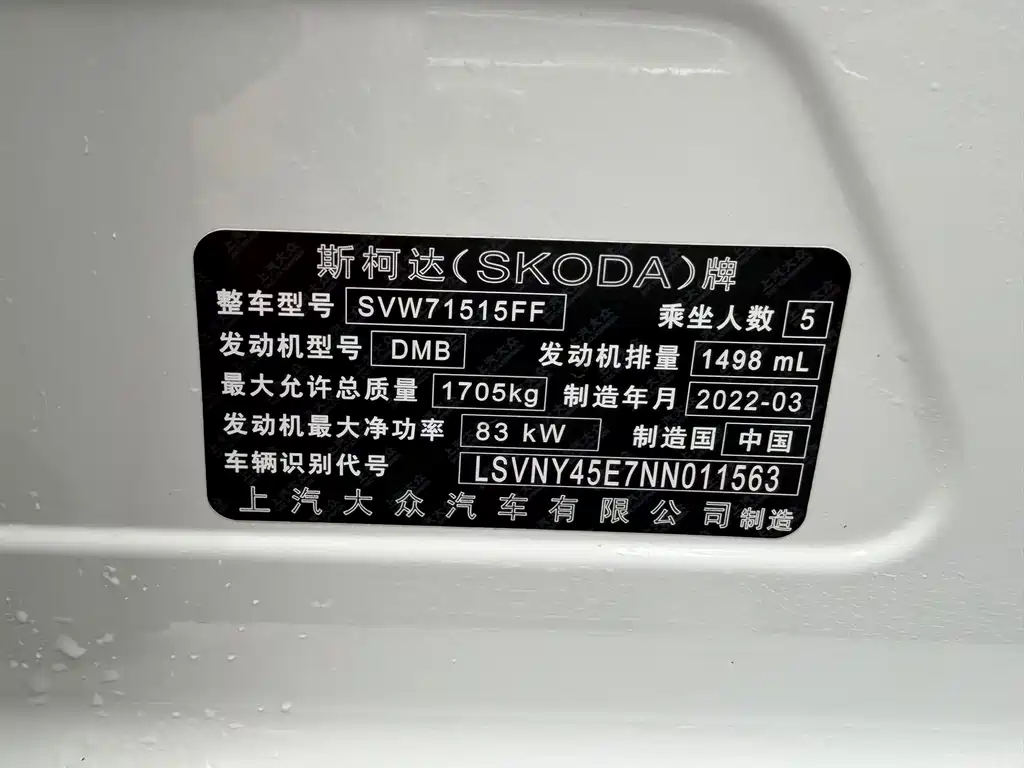 斯柯达(SKODA)牌
整车型号 SVW71515FF 乘坐人数 5
发动机型号 DMB 发动机排量 1498 mL
最大允许总质量 1705kg 制造年月 2022-03
发动机最大净功率 83 kW 制造国 中国
车辆识别代号 LSVNY45E7NN011563
上汽大众汽车有限公司制造